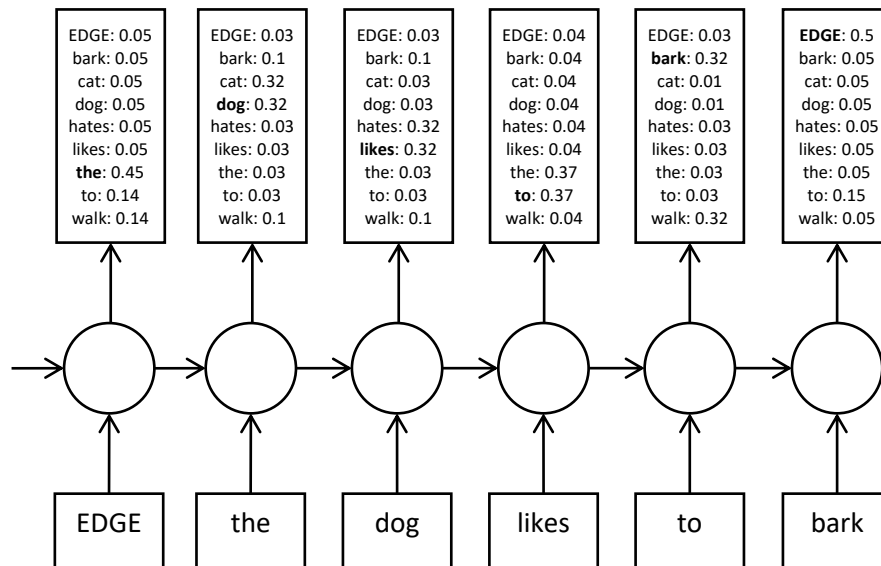 EDGE: 0.05
bark: 0.05
cat: 0.05
dog: 0.05
hates: 0.05
likes: 0.05
the: 0.45
to: 0.14
walk: 0.14
EDGE: 0.03
bark: 0.1
cat: 0.32
dog: 0.32
hates: 0.03
likes: 0.03
the: 0.03
to: 0.03
walk: 0.1
EDGE: 0.03
bark: 0.1
cat: 0.03
dog: 0.03
hates: 0.32
likes: 0.32
the: 0.03
to: 0.03
walk: 0.1
EDGE: 0.04
bark: 0.04
cat: 0.04
dog: 0.04
hates: 0.04
likes: 0.04
the: 0.37
to: 0.37
walk: 0.04
EDGE: 0.03
bark: 0.32
cat: 0.01
dog: 0.01
hates: 0.03
likes: 0.03
the: 0.03
to: 0.03
walk: 0.32
EDGE: 0.5
bark: 0.05
cat: 0.05
dog: 0.05
hates: 0.05
likes: 0.05
the: 0.05
to: 0.15
walk: 0.05
EDGE
the
dog
likes
to
bark